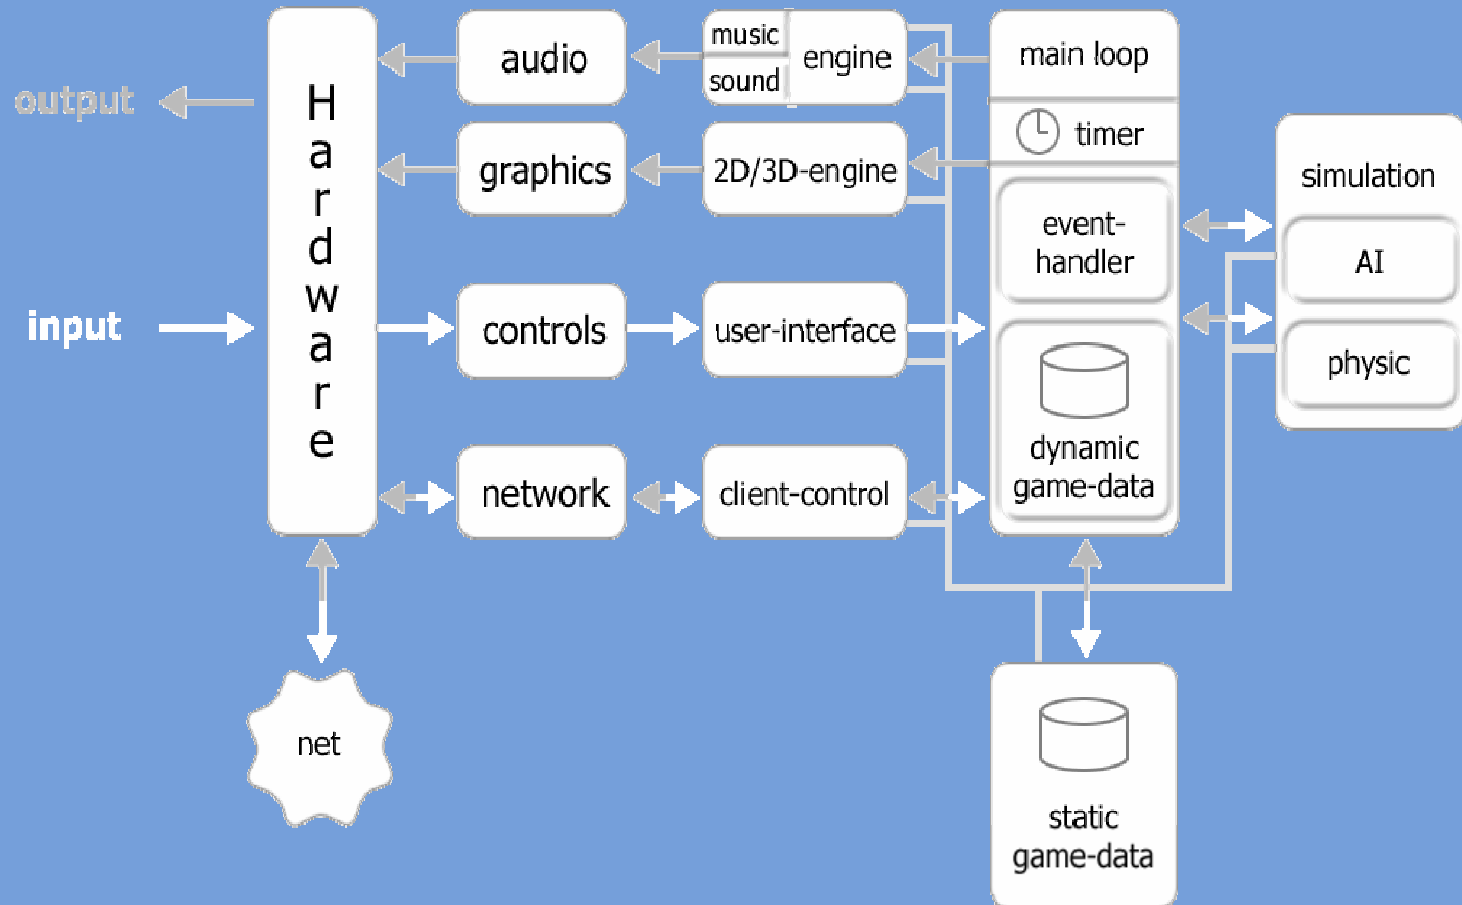 output
input
Hardware
audio
graphics
controls
network
music
sound
engine
2D/3D-engine
user-interface
client-control
main loop
timer
event-
handler
dynamic
game-data
simulation
AI
physic
net
static
game-data